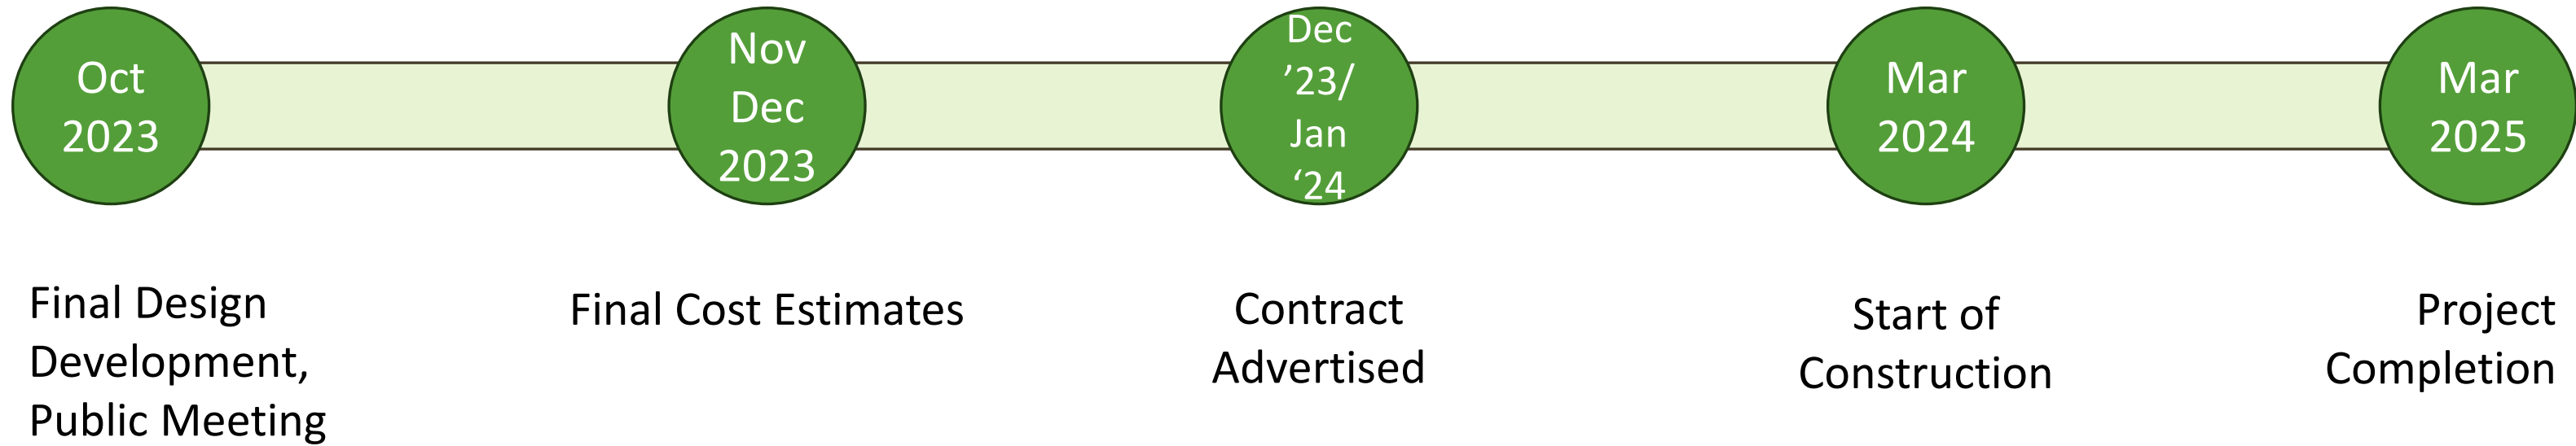 Oct
2023
Nov
Dec
2023
Dec
’23/
Jan
‘24
Mar
2024
Mar
2025
Final Design
Development,
Public Meeting
Final Cost Estimates
Contract
Advertised
Start of
Construction
Project
Completion